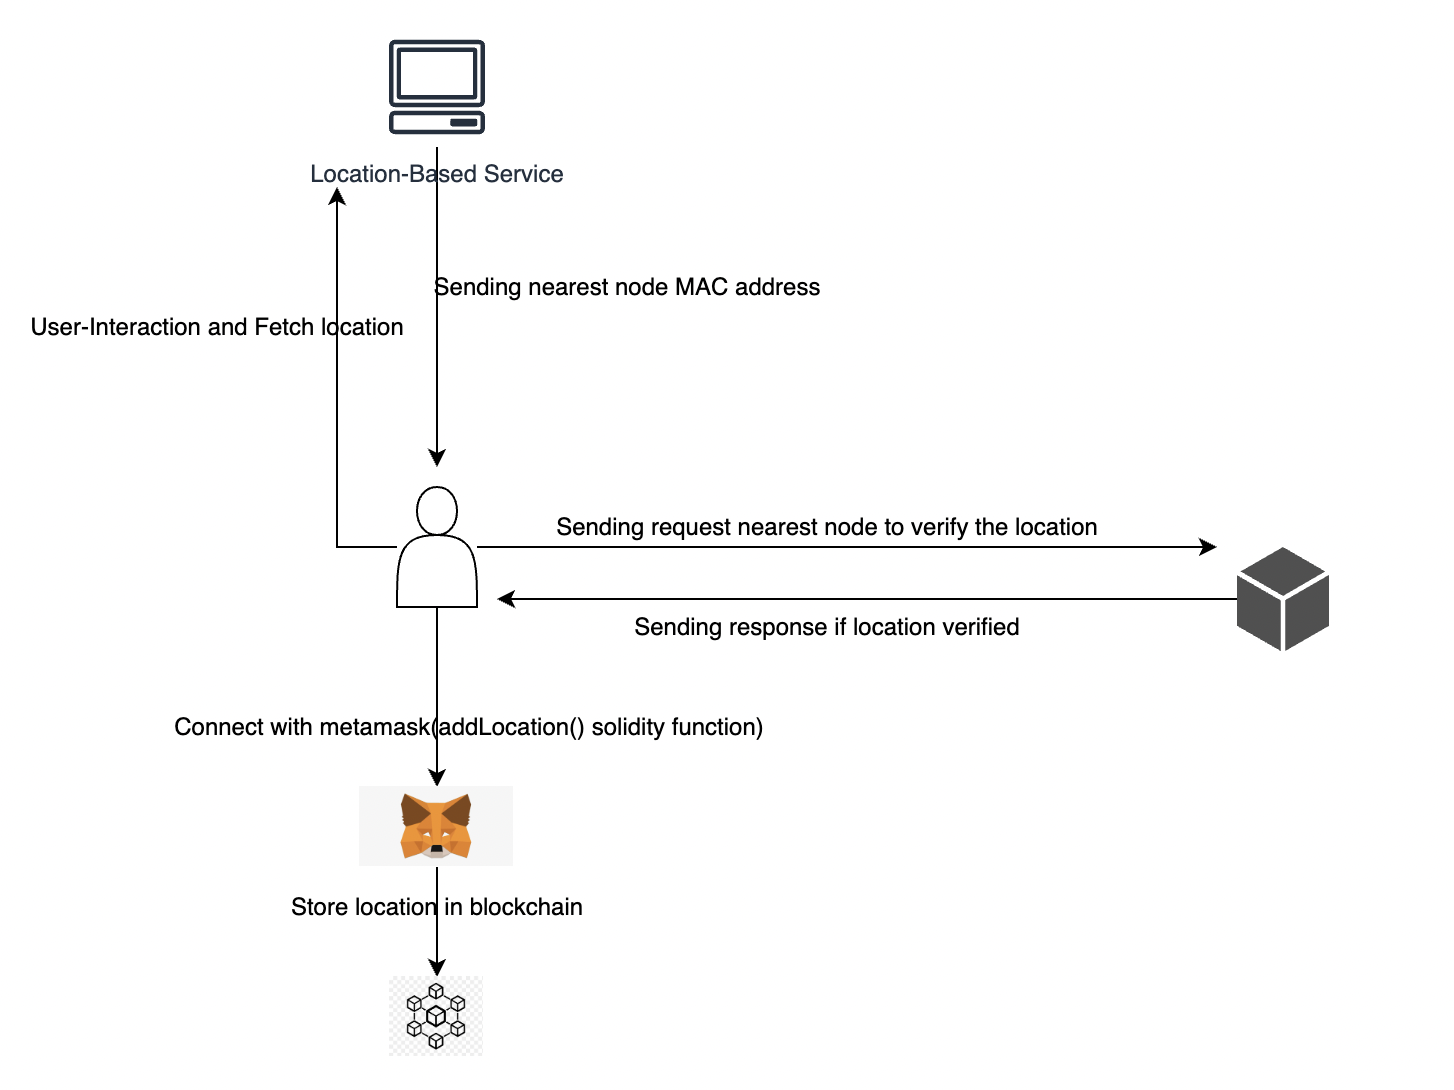 Location-Based Service
Sending nearest node MAC address
User-Interaction and Fetch location
Sending request nearest node to verify the location
Sending response if location verified
Connect with metamask(addLocation() solidity function)
Store location in blockchain